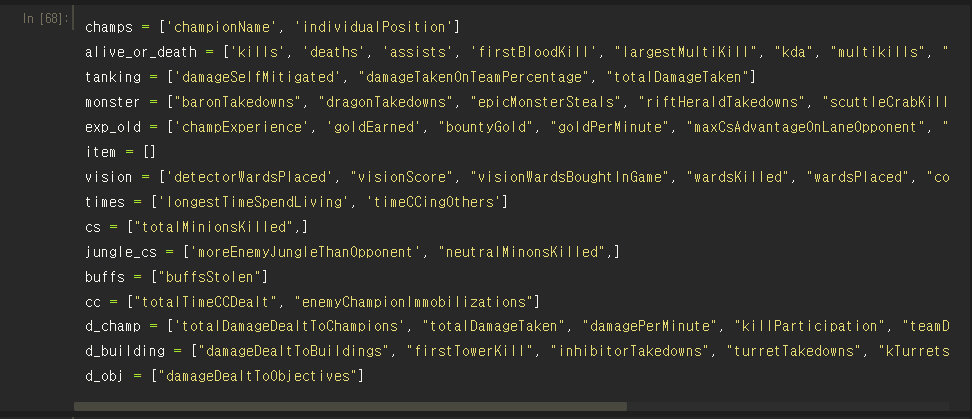 In [68]:
champs = ['championName', 'individualPosition']
alive_or_death = ['kills', 'deaths', 'assists', 'firstBloodKill', "largestMultiKill", "kda", "multikills", "
tanking = ['damageSelfMitigated', "damageTakenOnTeamPercentage", "totalDamageTaken"]
monster = ["baronTakedowns", "dragonTakedowns", "epicMonsterSteals", "riftHeraldTakedowns", "scuttleCrabKill
exp_old = ['champExperience', 'goldEarned', "bountyGold", "goldPerMinute", "maxCsAdvantageOnLaneOpponent", "
item = []
vision = ['detectorWardsPlaced', "visionScore", "visionWardsBoughtInGame", "wardsKilled", "wardsPlaced", "co
times = ['longestTimeSpendLiving', 'timeCCingOthers']
cs = ["totalMinionsKilled",]
jungle_cs = ['moreEnemyJungleThanOpponent', "neutralMinonsKilled",]
buffs = ["buffsStolen"]
cc = ["totalTimeCCDealt", "enemyChampionImmobilizations"]
d_champ = ['totalDamageDealtToChampions', "totalDamageTaken", "damagePerMinute", "killParticipation", "teamD
d_building = ["damageDealtToBuildings", "firstTowerKill", "inhibitorTakedowns", "turretTakedowns", "kTurrets
d_obj = ["damageDealtToObjectives"]